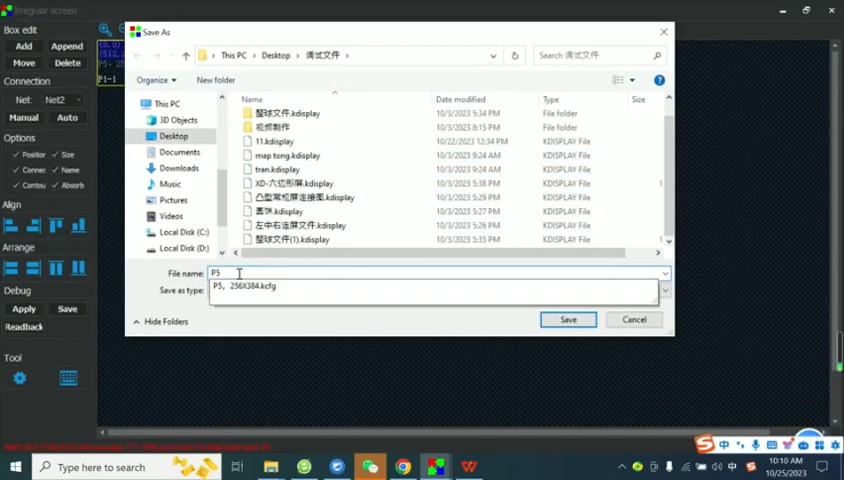 Irregular screen
Box edit
Add Append
Move Delete
Connection
Net: Net2
Manual Auto
Options
Position Size
Name
Absorb
Align
Arrange
Debug
Apply Save
Readback
Tool
P1-1
Save As
This PC > Desktop > 调试文件 >
Search 调试文件
Organize New folder
This PC
3D Objects
Desktop
Documents
Downloads
Music
Pictures
Videos
Local Disk (C:)
Local Disk (D:)
Name Date modified Type Size
整球文件.kdisplay 10/3/2023 5:34 PM File folder
视频制作 10/3/2023 8:15 PM File folder
11.kdisplay 10/22/2023 12:34 PM KDISPLAY File
map tong.kdisplay 10/3/2023 9:24 AM KDISPLAY File
tran.kdisplay 10/3/2023 9:24 AM KDISPLAY File
XD-六边形屏.kdisplay 10/3/2023 5:38 PM KDISPLAY File 1
凸型常规屏连接图.kdisplay 10/3/2023 5:29 PM KDISPLAY File
圆饼.kdisplay 10/3/2023 5:27 PM KDISPLAY File
左中右连屏文件.kdisplay 10/3/2023 5:26 PM KDISPLAY File
整球文件(1).kdisplay 10/3/2023 5:35 PM KDISPLAY File 1
File name: P5
P5, 256X384.kcfg
Save as type:
Hide Folders
Save Cancel
中
Type here to search
中
10:10 AM
10/25/2023